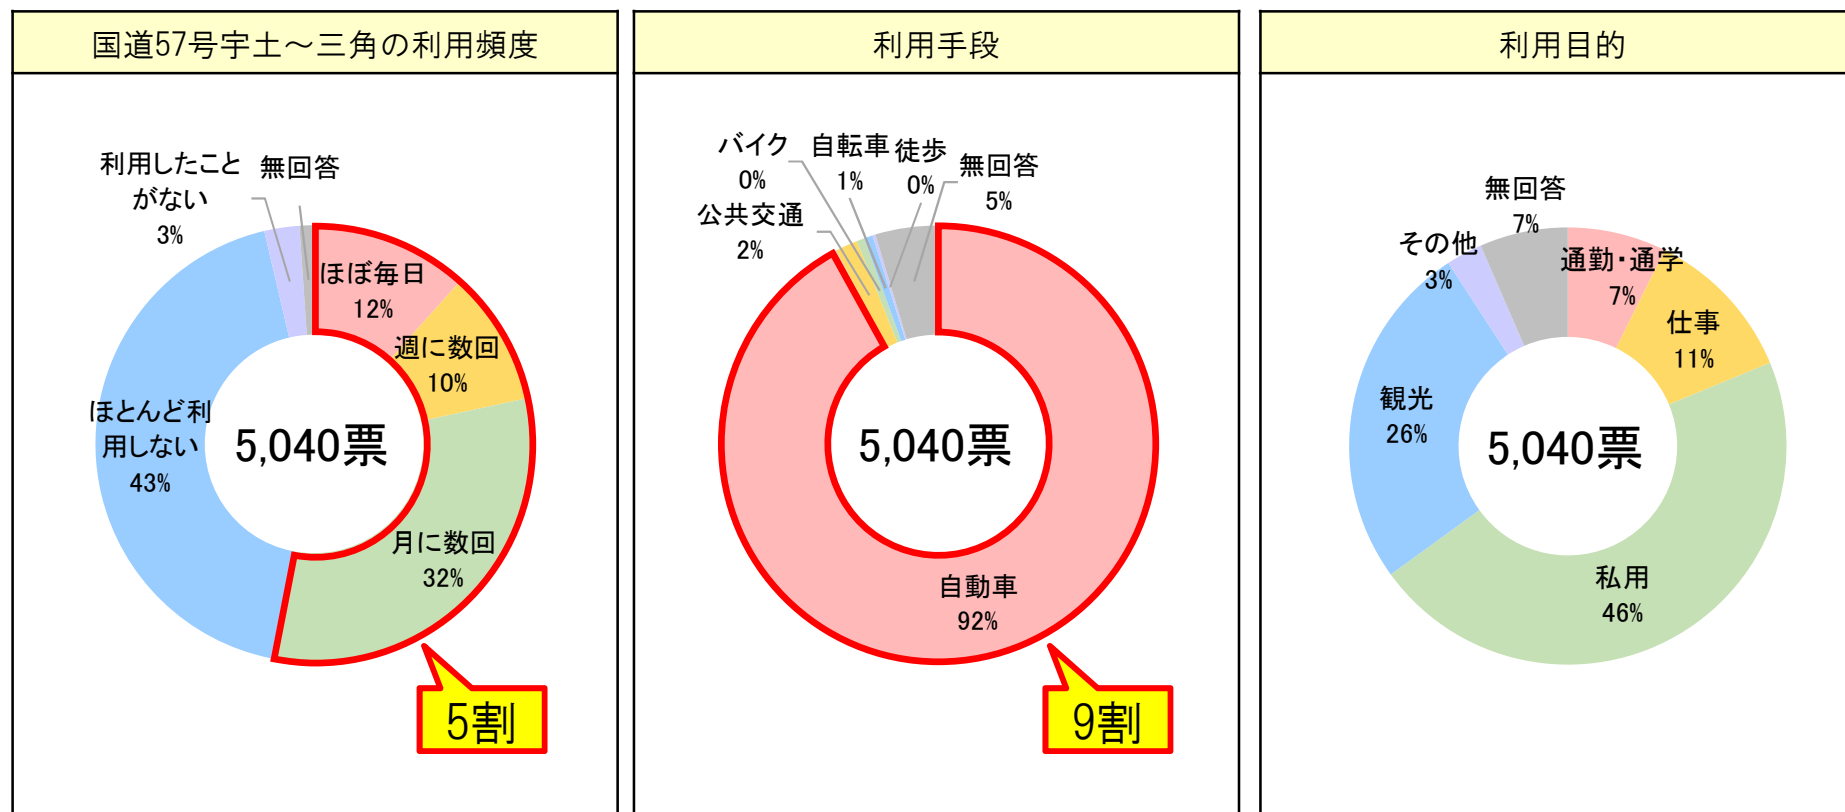 国道57号宇土～三角の利用頻度
利用したこと
がない
3%
無回答
ほぼ毎日
12%
週に数回
10%
ほとんど利
用しない
43%
5,040票
月に数回
32%
5割
利用手段
バイク
0%
自転車
1%
徒歩
0%
無回答
5%
公共交通
2%
5,040票
自動車
92%
9割
利用目的
無回答
7%
その他
3%
通勤・通学
7%
仕事
11%
観光
26%
5,040票
私用
46%